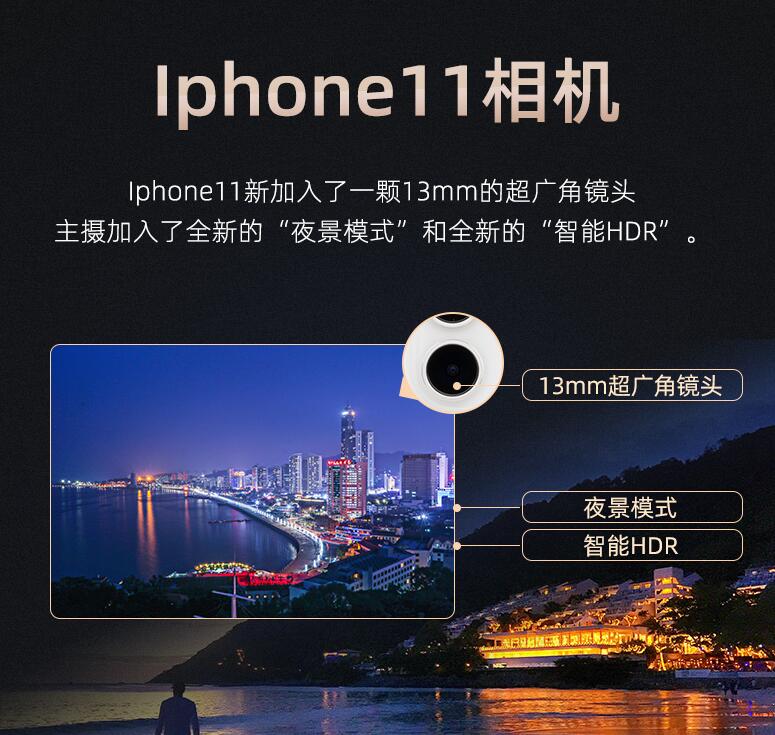 Iphone11相机
Iphone11新加入了一颗13mm的超广角镜头
主摄加入了全新的“夜景模式”和全新的“智能HDR”。
13mm超广角镜头
夜景模式
智能HDR